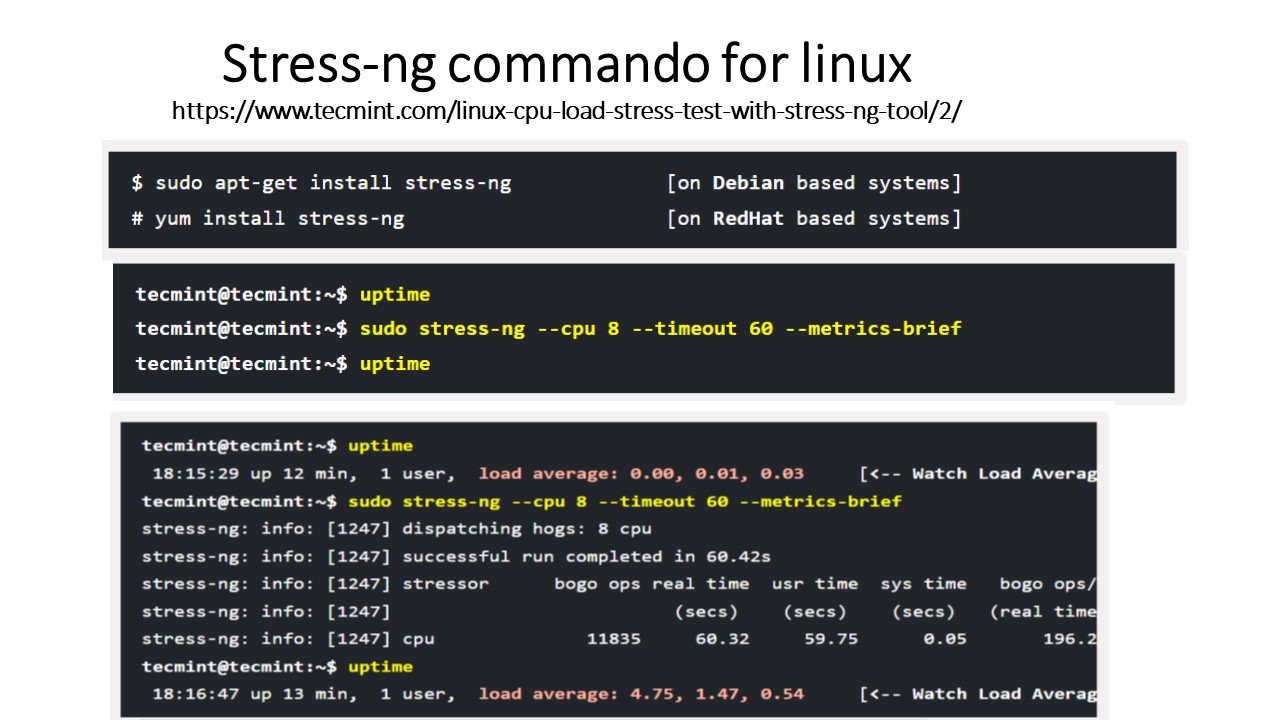 Stress-ng commando for linux
https://www.tecmint.com/linux-cpu-load-stress-test-with-stress-ng-tool/2/
$ sudo apt-get install stress-ng [on Debian based systems]
# yum install stress-ng [on RedHat based systems]
tecmint@tecmint:~$ uptime
tecmint@tecmint:~$ sudo stress-ng --cpu 8 --timeout 60 --metrics-brief
tecmint@tecmint:~$ uptime
tecmint@tecmint:~$ uptime
18:15:29 up 12 min, 1 user, load average: 0.00, 0.01, 0.03 [<-- Watch Load Averag
tecmint@tecmint:~$ sudo stress-ng --cpu 8 --timeout 60 --metrics-brief
stress-ng: info: [1247] dispatching hogs: 8 cpu
stress-ng: info: [1247] successful run completed in 60.42s
stress-ng: info: [1247] stressor bogo ops real time usr time sys time bogo ops/
stress-ng: info: [1247] (secs) (secs) (secs) (real time
stress-ng: info: [1247] cpu 11835 60.32 59.75 0.05 196.2
tecmint@tecmint:~$ uptime
18:16:47 up 13 min, 1 user, load average: 4.75, 1.47, 0.54 [<-- Watch Load Averag